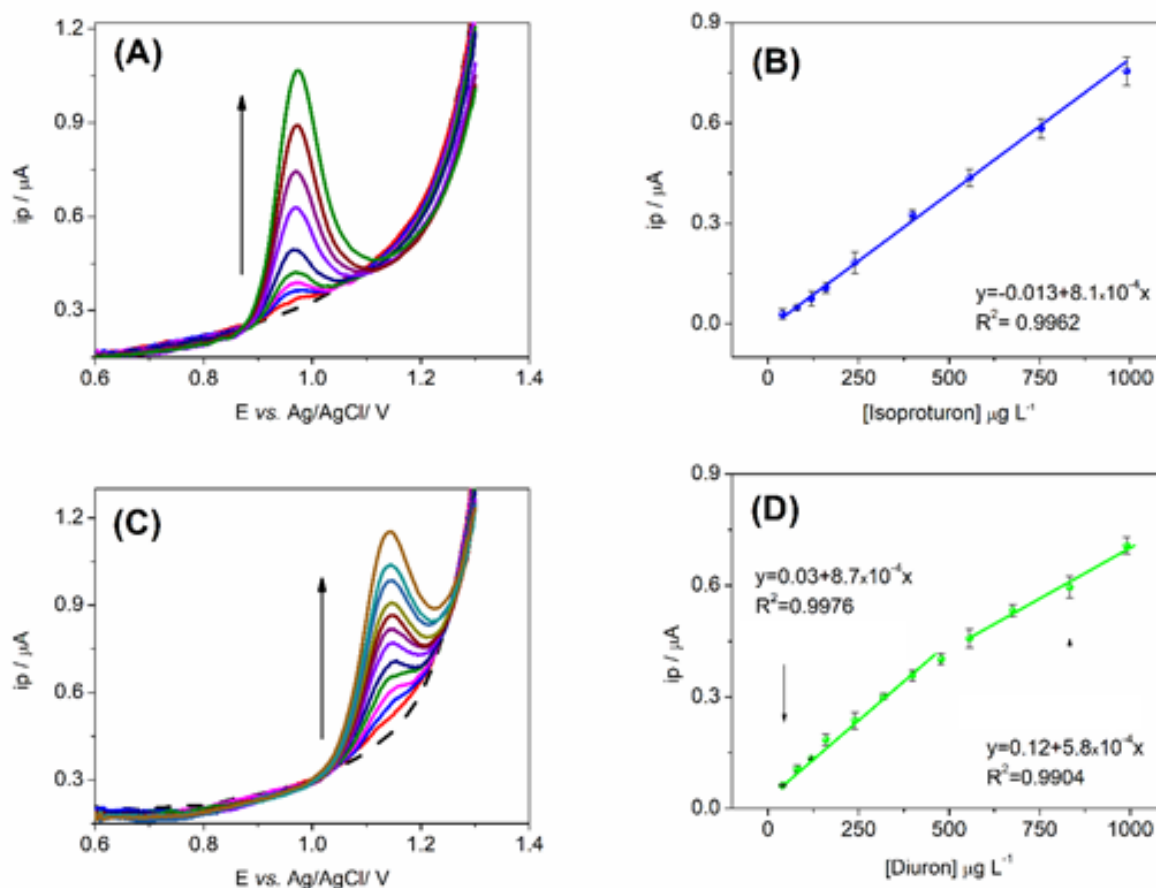 (A)
1.2
0.9
0.6
0.3
ip / μA
0.6 0.8 1.0 1.2 1.4
E vs. Ag/AgCl/ V
(B)
0.9
0.6
0.3
0.0
ip / μA
y=-0.013+8.1x10⁻⁴x
R²= 0.9962
0 250 500 750 1000
[Isoproturon] μg L⁻¹
(C)
1.2
0.9
0.6
0.3
ip / μA
0.6 0.8 1.0 1.2 1.4
E vs. Ag/AgCl/ V
(D)
0.9
0.6
0.3
0.0
ip / μA
y=0.03+8.7x10⁻⁴x
R²=0.9976
y=0.12+5.8x10⁻⁴x
R²=0.9904
0 250 500 750 1000
[Diuron] μg L⁻¹